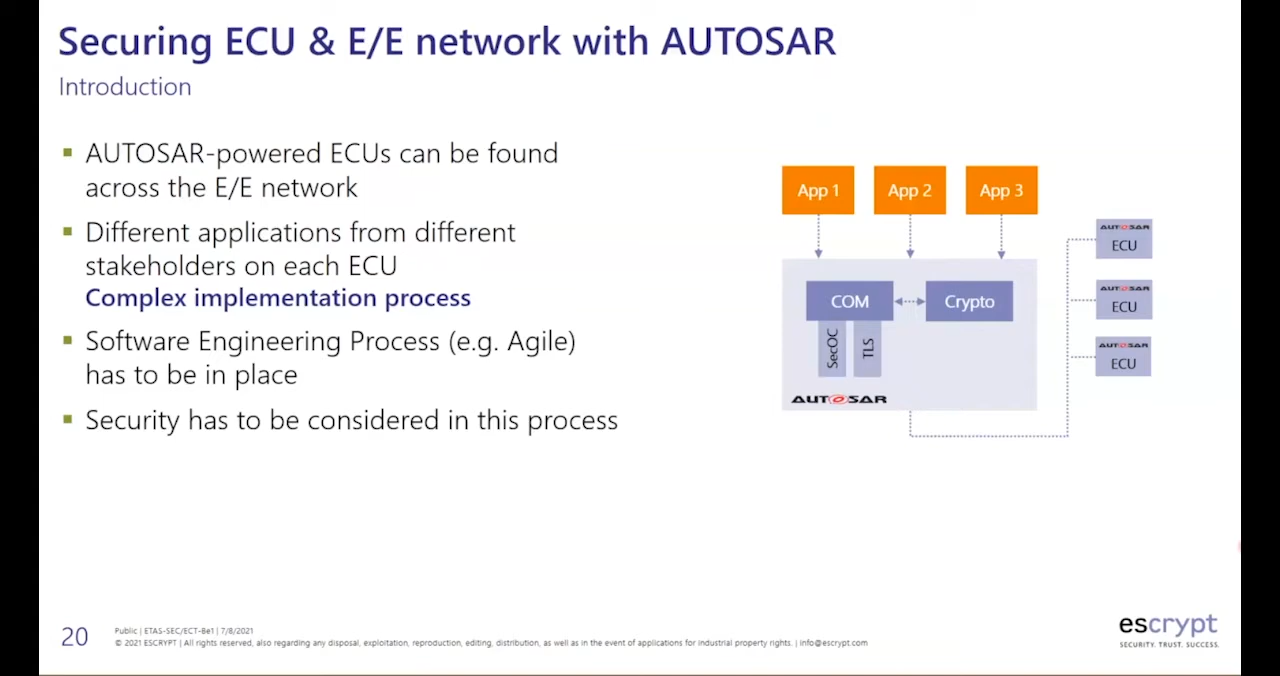 Securing ECU & E/E network with AUTOSAR
Introduction
AUTOSAR-powered ECUs can be found
across the E/E network
Different applications from different
stakeholders on each ECU
Complex implementation process
Software Engineering Process (e.g. Agile)
has to be in place
Security has to be considered in this process
App 1
App 2
App 3
COM
Crypto
SecOC
TLS
AUTOSAR
AUTOSAR
ECU
AUTOSAR
ECU
AUTOSAR
ECU
20
Public | ETAS-SEC/ECT-Be1 | 7/8/2021
© 2021 ESCRYPT | All rights reserved, also regarding any disposal, exploitation, reproduction, editing, distribution, as well as in the event of applications for industrial property rights. | info@escrypt.com
escrypt
SECURITY. TRUST. SUCCESS.